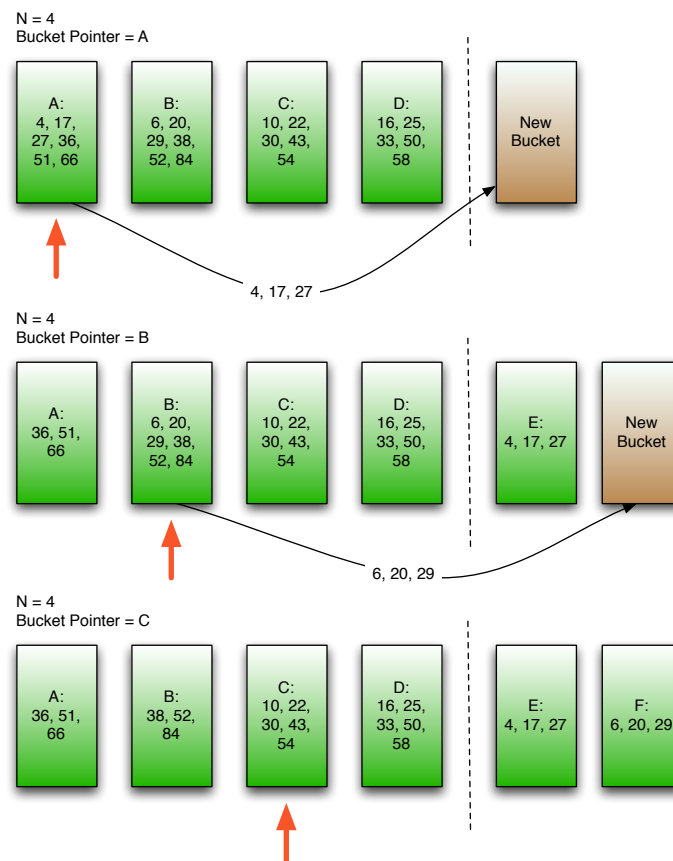 N = 4
Bucket Pointer = A
A:
4, 17,
27, 36,
51, 66
B:
6, 20,
29, 38,
52, 84
C:
10, 22,
30, 43,
54
D:
16, 25,
33, 50,
58
New
Bucket
4, 17, 27
N = 4
Bucket Pointer = B
A:
36, 51,
66
B:
6, 20,
29, 38,
52, 84
C:
10, 22,
30, 43,
54
D:
16, 25,
33, 50,
58
E:
4, 17, 27
New
Bucket
6, 20, 29
N = 4
Bucket Pointer = C
A:
36, 51,
66
B:
38, 52,
84
C:
10, 22,
30, 43,
54
D:
16, 25,
33, 50,
58
E:
4, 17, 27
F:
6, 20, 29